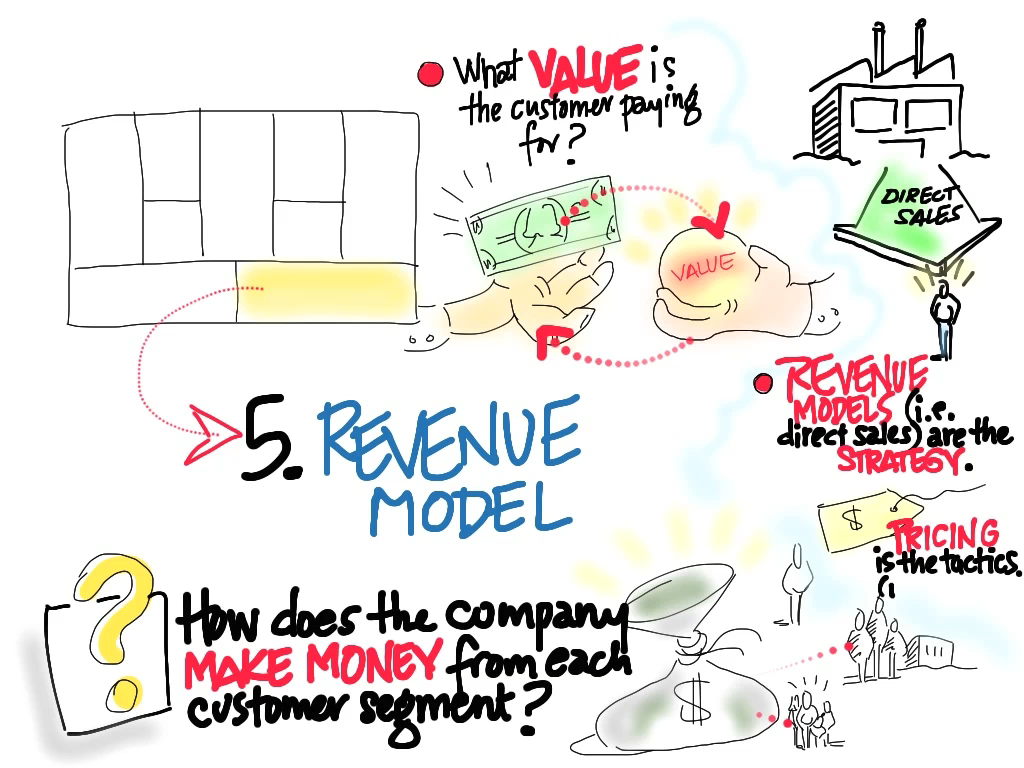 What VALUE is
the customer paying
for?
VALUE
DIRECT
SALES
REVENUE
MODELS (i.e.
direct sales) are the
STRATEGY.
5. REVENUE
MODEL
$
PRICING
is the tactics.
?
How does the company
MAKE MONEY from each
customer segment?
$